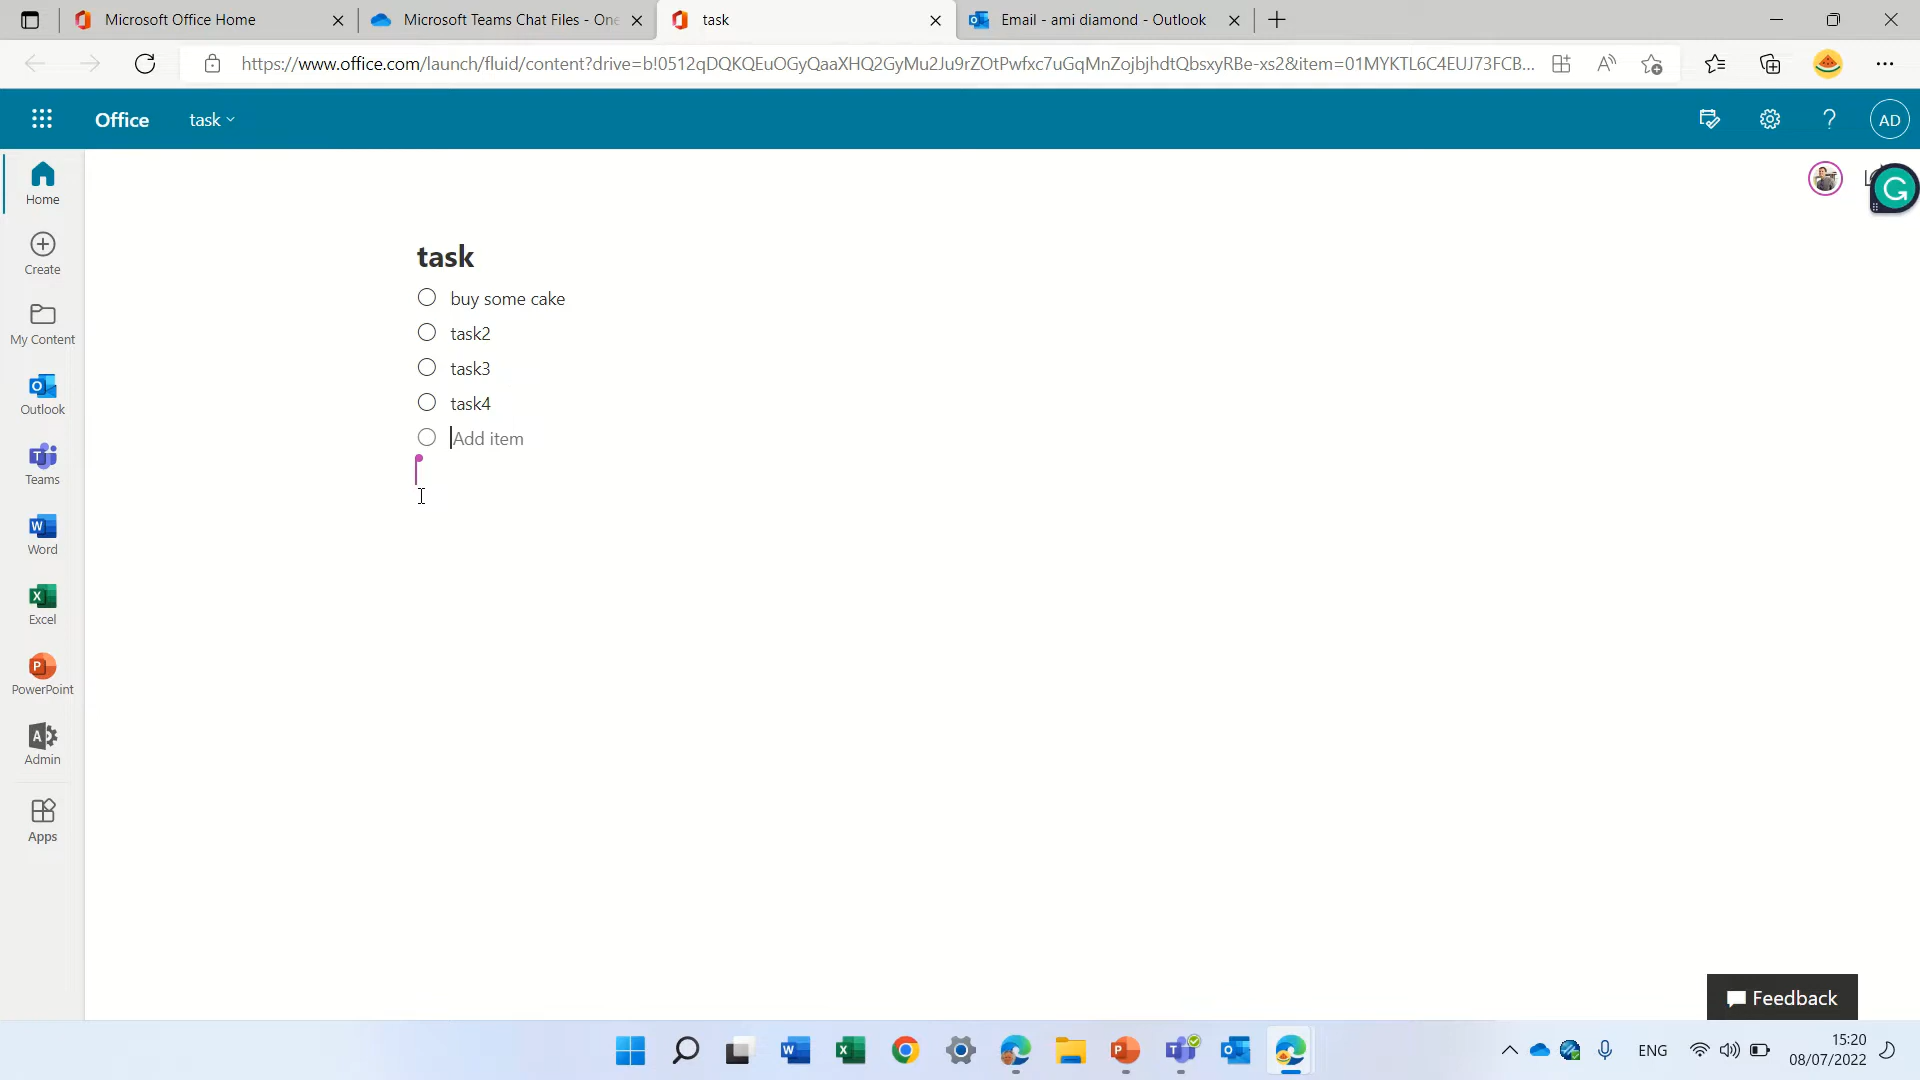 Microsoft Office Home
Microsoft Teams Chat Files - One
task
Email - ami diamond - Outlook
https://www.office.com/launch/fluid/content?drive=b!0512qDQKQEuOGyQaaXHQ2GyMu2Ju9rZOtPwfxc7uGqMnZojbjhdtQbsxyRBe-xs2&item=01MYKTL6C4EUJ73FCB...
Office
task
AD
Home
Create
My Content
Outlook
Teams
Word
Excel
PowerPoint
Admin
Apps
task
buy some cake
task2
task3
task4
Add item
Feedback
ENG
15:20
08/07/2022